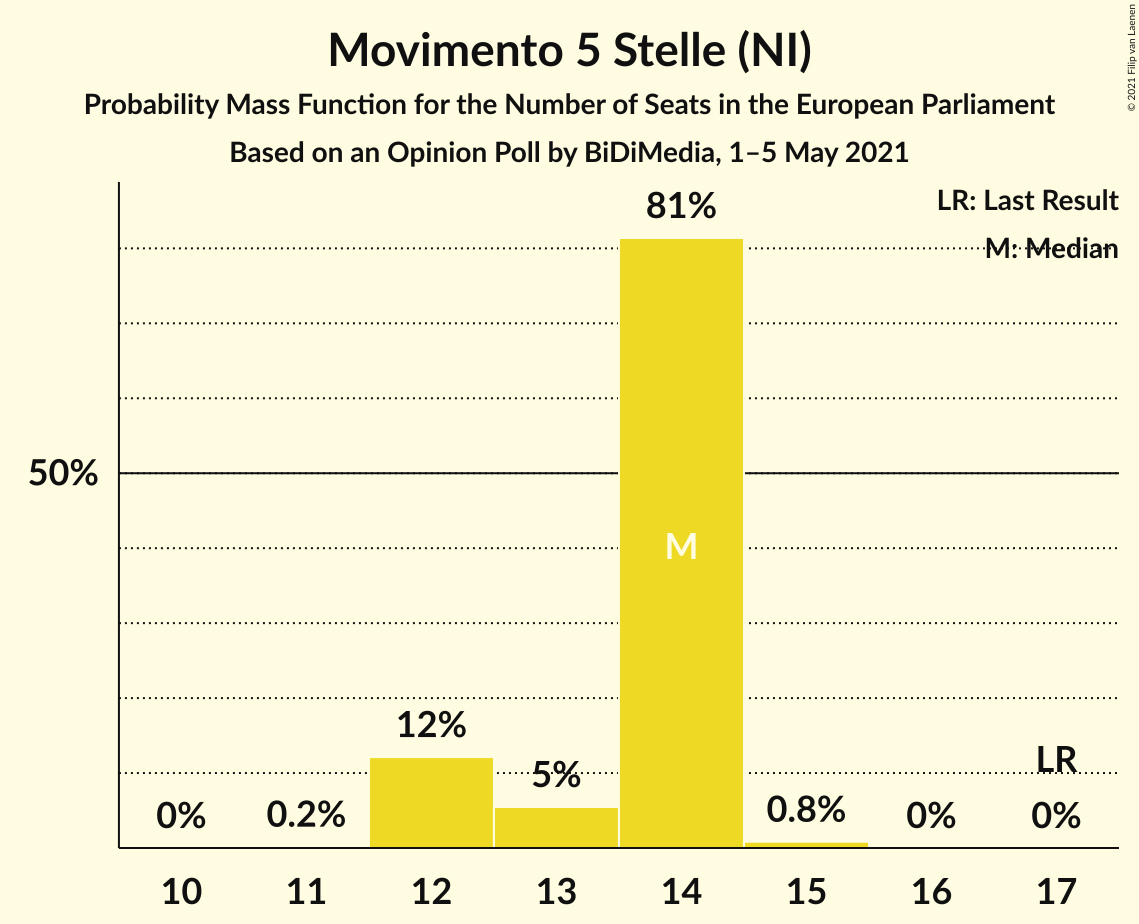 Movimento 5 Stelle (NI)
Probability Mass Function for the Number of Seats in the European Parliament
Based on an Opinion Poll by BiDiMedia, 1–5 May 2021
© 2021 Filip van Laenen
LR: Last Result
M: Median
81%
50%
M
12%
5%
LR
0%
0.2%
0.8%
0%
0%
10 11 12 13 14 15 16 17